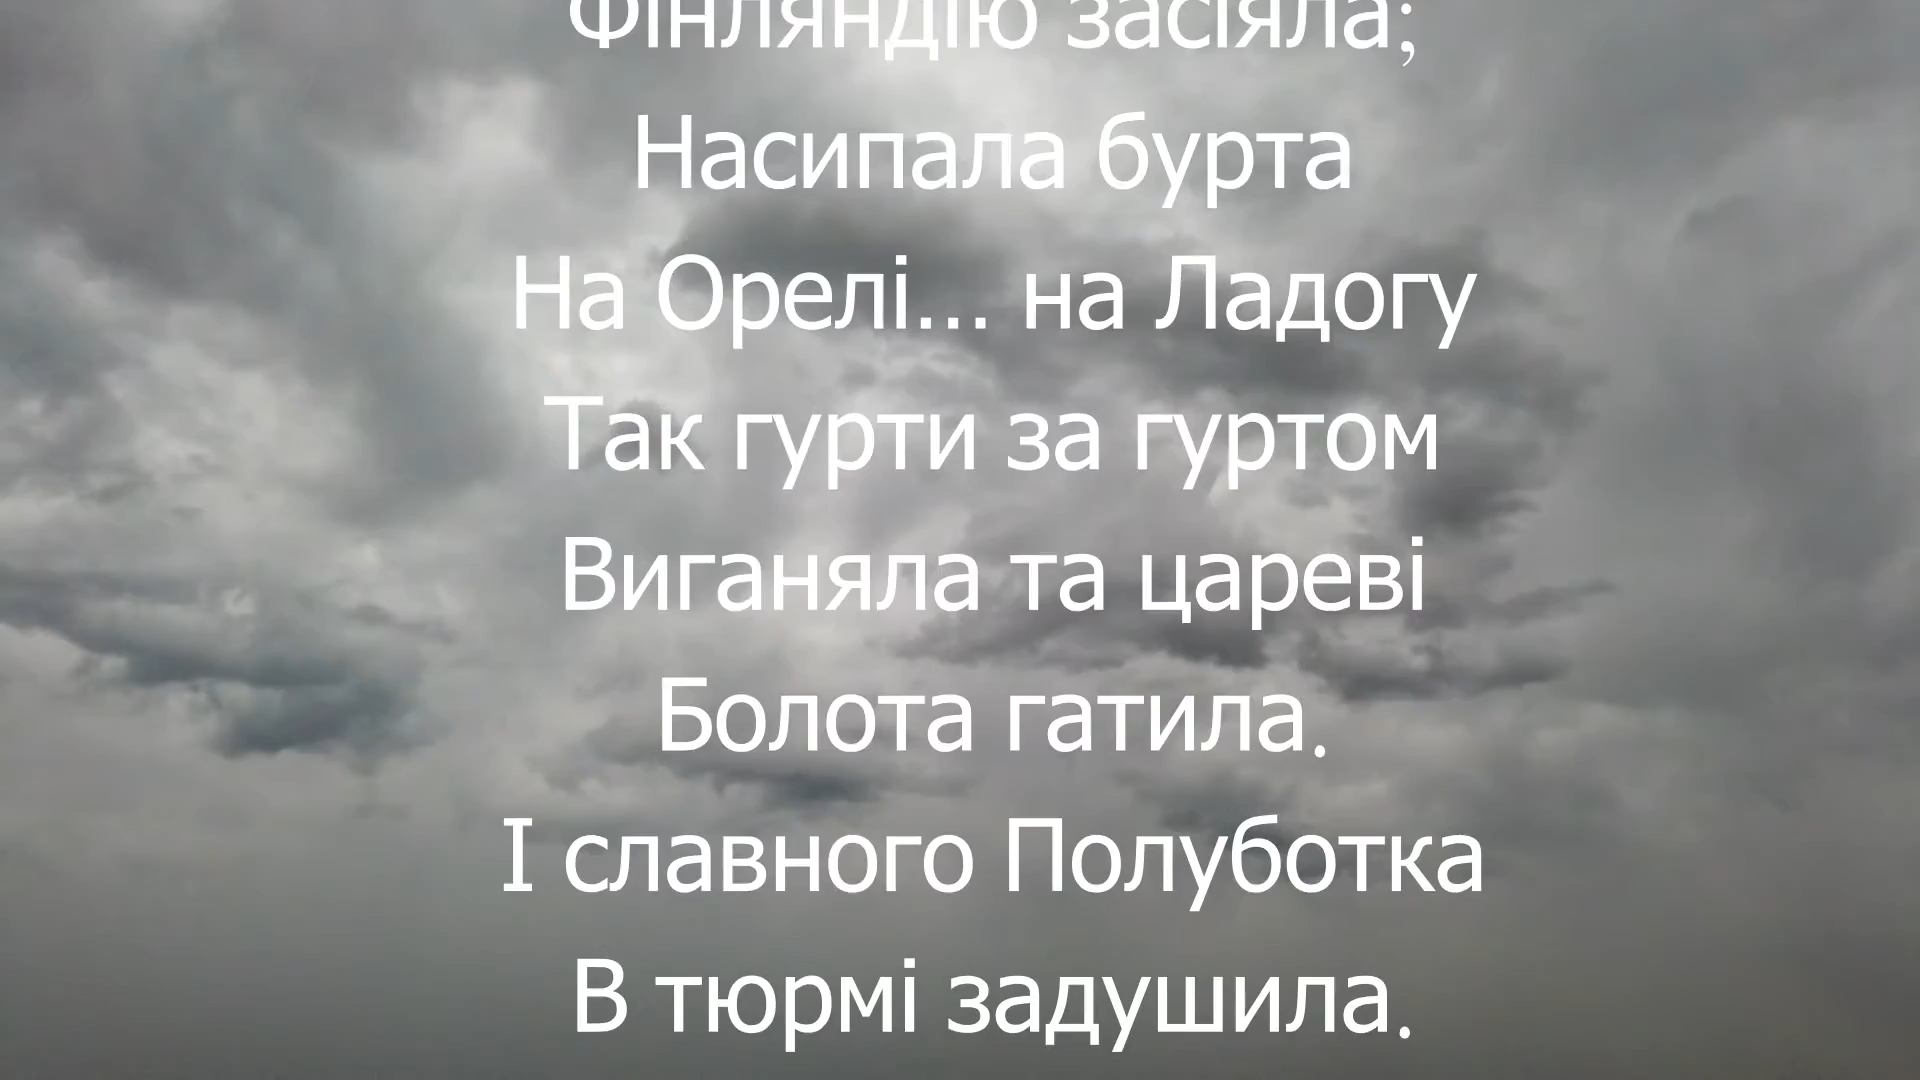 Фінляндію засіяла;
Насипала бурта
На Орелі... на Ладогу
Так гурти за гуртом
Виганяла та цареві
Болота гатила.
І славного Полуботка
В тюрмі задушила.